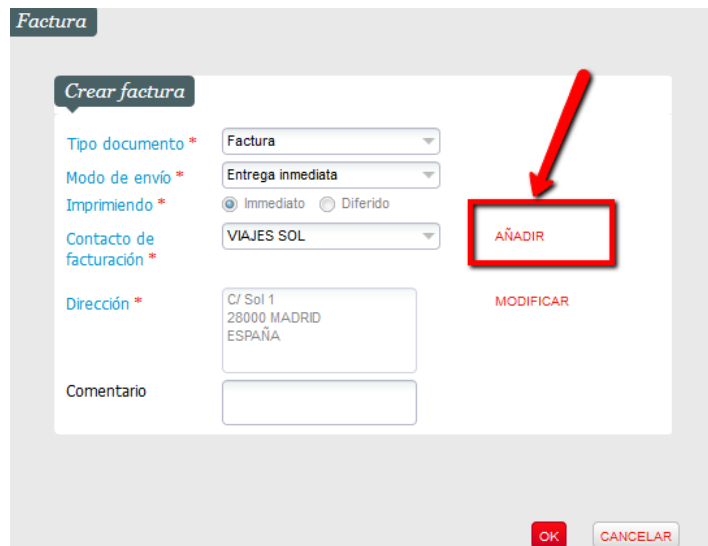 Factura
Crear factura
Tipo documento * Factura
Modo de envío * Entrega inmediata
Imprimiendo * Immediato Diferido
Contacto de facturación * VIAJES SOL AÑADIR
Dirección * C/ Sol 1
28000 MADRID
ESPAÑA
MODIFICAR
Comentario
OK CANCELAR